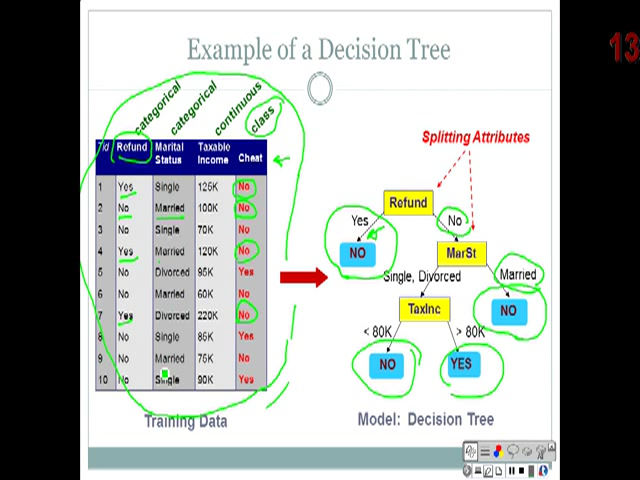 Example of a Decision Tree
13
categorical categorical continuous class
Tid Refund Marital Status Taxable Income Cheat
1 Yes Single 125K No
2 No Married 100K No
3 No Single 70K No
4 Yes Married 120K No
5 No Divorced 95K Yes
6 No Married 60K No
7 Yes Divorced 220K No
8 No Single 85K Yes
9 No Married 75K No
10 No Single 90K Yes
Training Data
Splitting Attributes
Refund
Yes No
NO MarSt
Single, Divorced Married
TaxInc NO
< 80K > 80K
NO YES
Model: Decision Tree